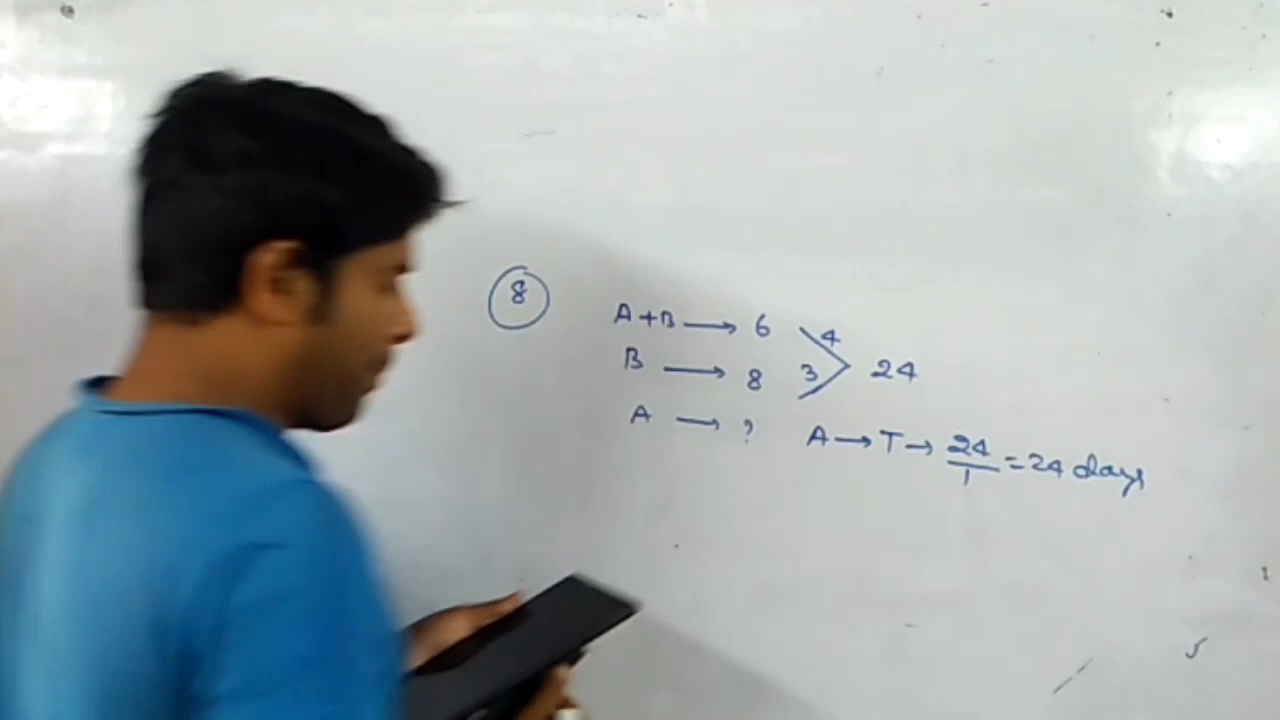 8
A+B → 6 4
B → 8 3 24
A → ? A → T → 24/1 = 24 days